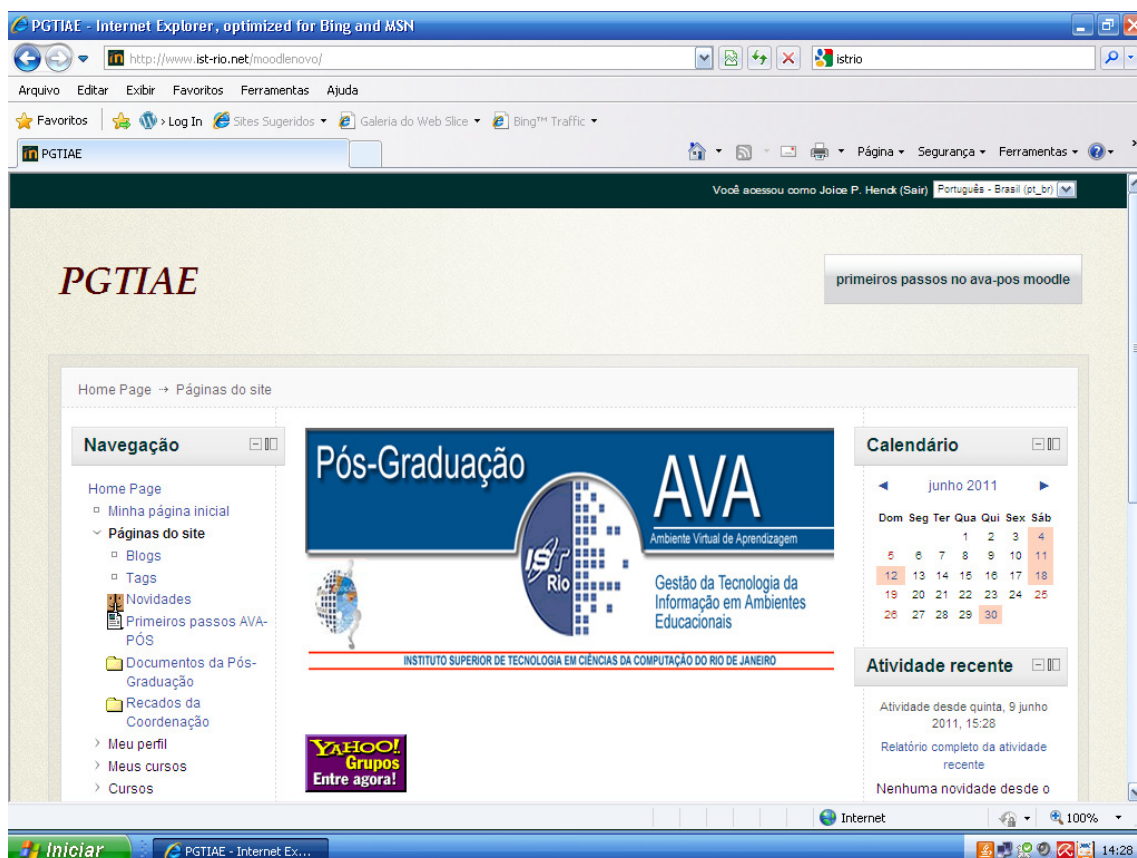 PGTIAE - Internet Explorer, optimized for Bing and MSN
http://www.ist-rio.net/moodlenovo/
istrio
Arquivo Editar Exibir Favoritos Ferramentas Ajuda
Favoritos > Log In Sites Sugeridos Galeria do Web Slice Bing™ Traffic
PGTIAE
Página Segurança Ferramentas
Você acessou como Joice P. Henck (Sair) Português - Brasil (pt_br)
PGTIAE
primeiros passos no ava-pos moodle
Home Page → Páginas do site
Navegação
Home Page
Minha página inicial
Páginas do site
Blogs
Tags
Novidades
Primeiros passos AVA-
PÓS
Documentos da Pós-
Graduação
Recados da
Coordenação
Meu perfil
Meus cursos
Cursos
Pós-Graduação
AVA
Ambiente Virtual de Aprendizagem
IST
Rio
Gestão da Tecnologia da
Informação em Ambientes
Educacionais
INSTITUTO SUPERIOR DE TECNOLOGIA EM CIÊNCIAS DA COMPUTAÇÃO DO RIO DE JANEIRO
YAHOO!
Grupos
Entre agora!
Calendário
◄ junho 2011 ►
Dom Seg Ter Qua Qui Sex Sáb
1 2 3 4
5 6 7 8 9 10 11
12 13 14 15 16 17 18
19 20 21 22 23 24 25
26 27 28 29 30
Atividade recente
Atividade desde quinta, 9 junho
2011, 15:28
Relatório completo da atividade
recente
Nenhuma novidade desde o
Internet 100%
Iniciar PGTIAE - Internet Ex... 14:28